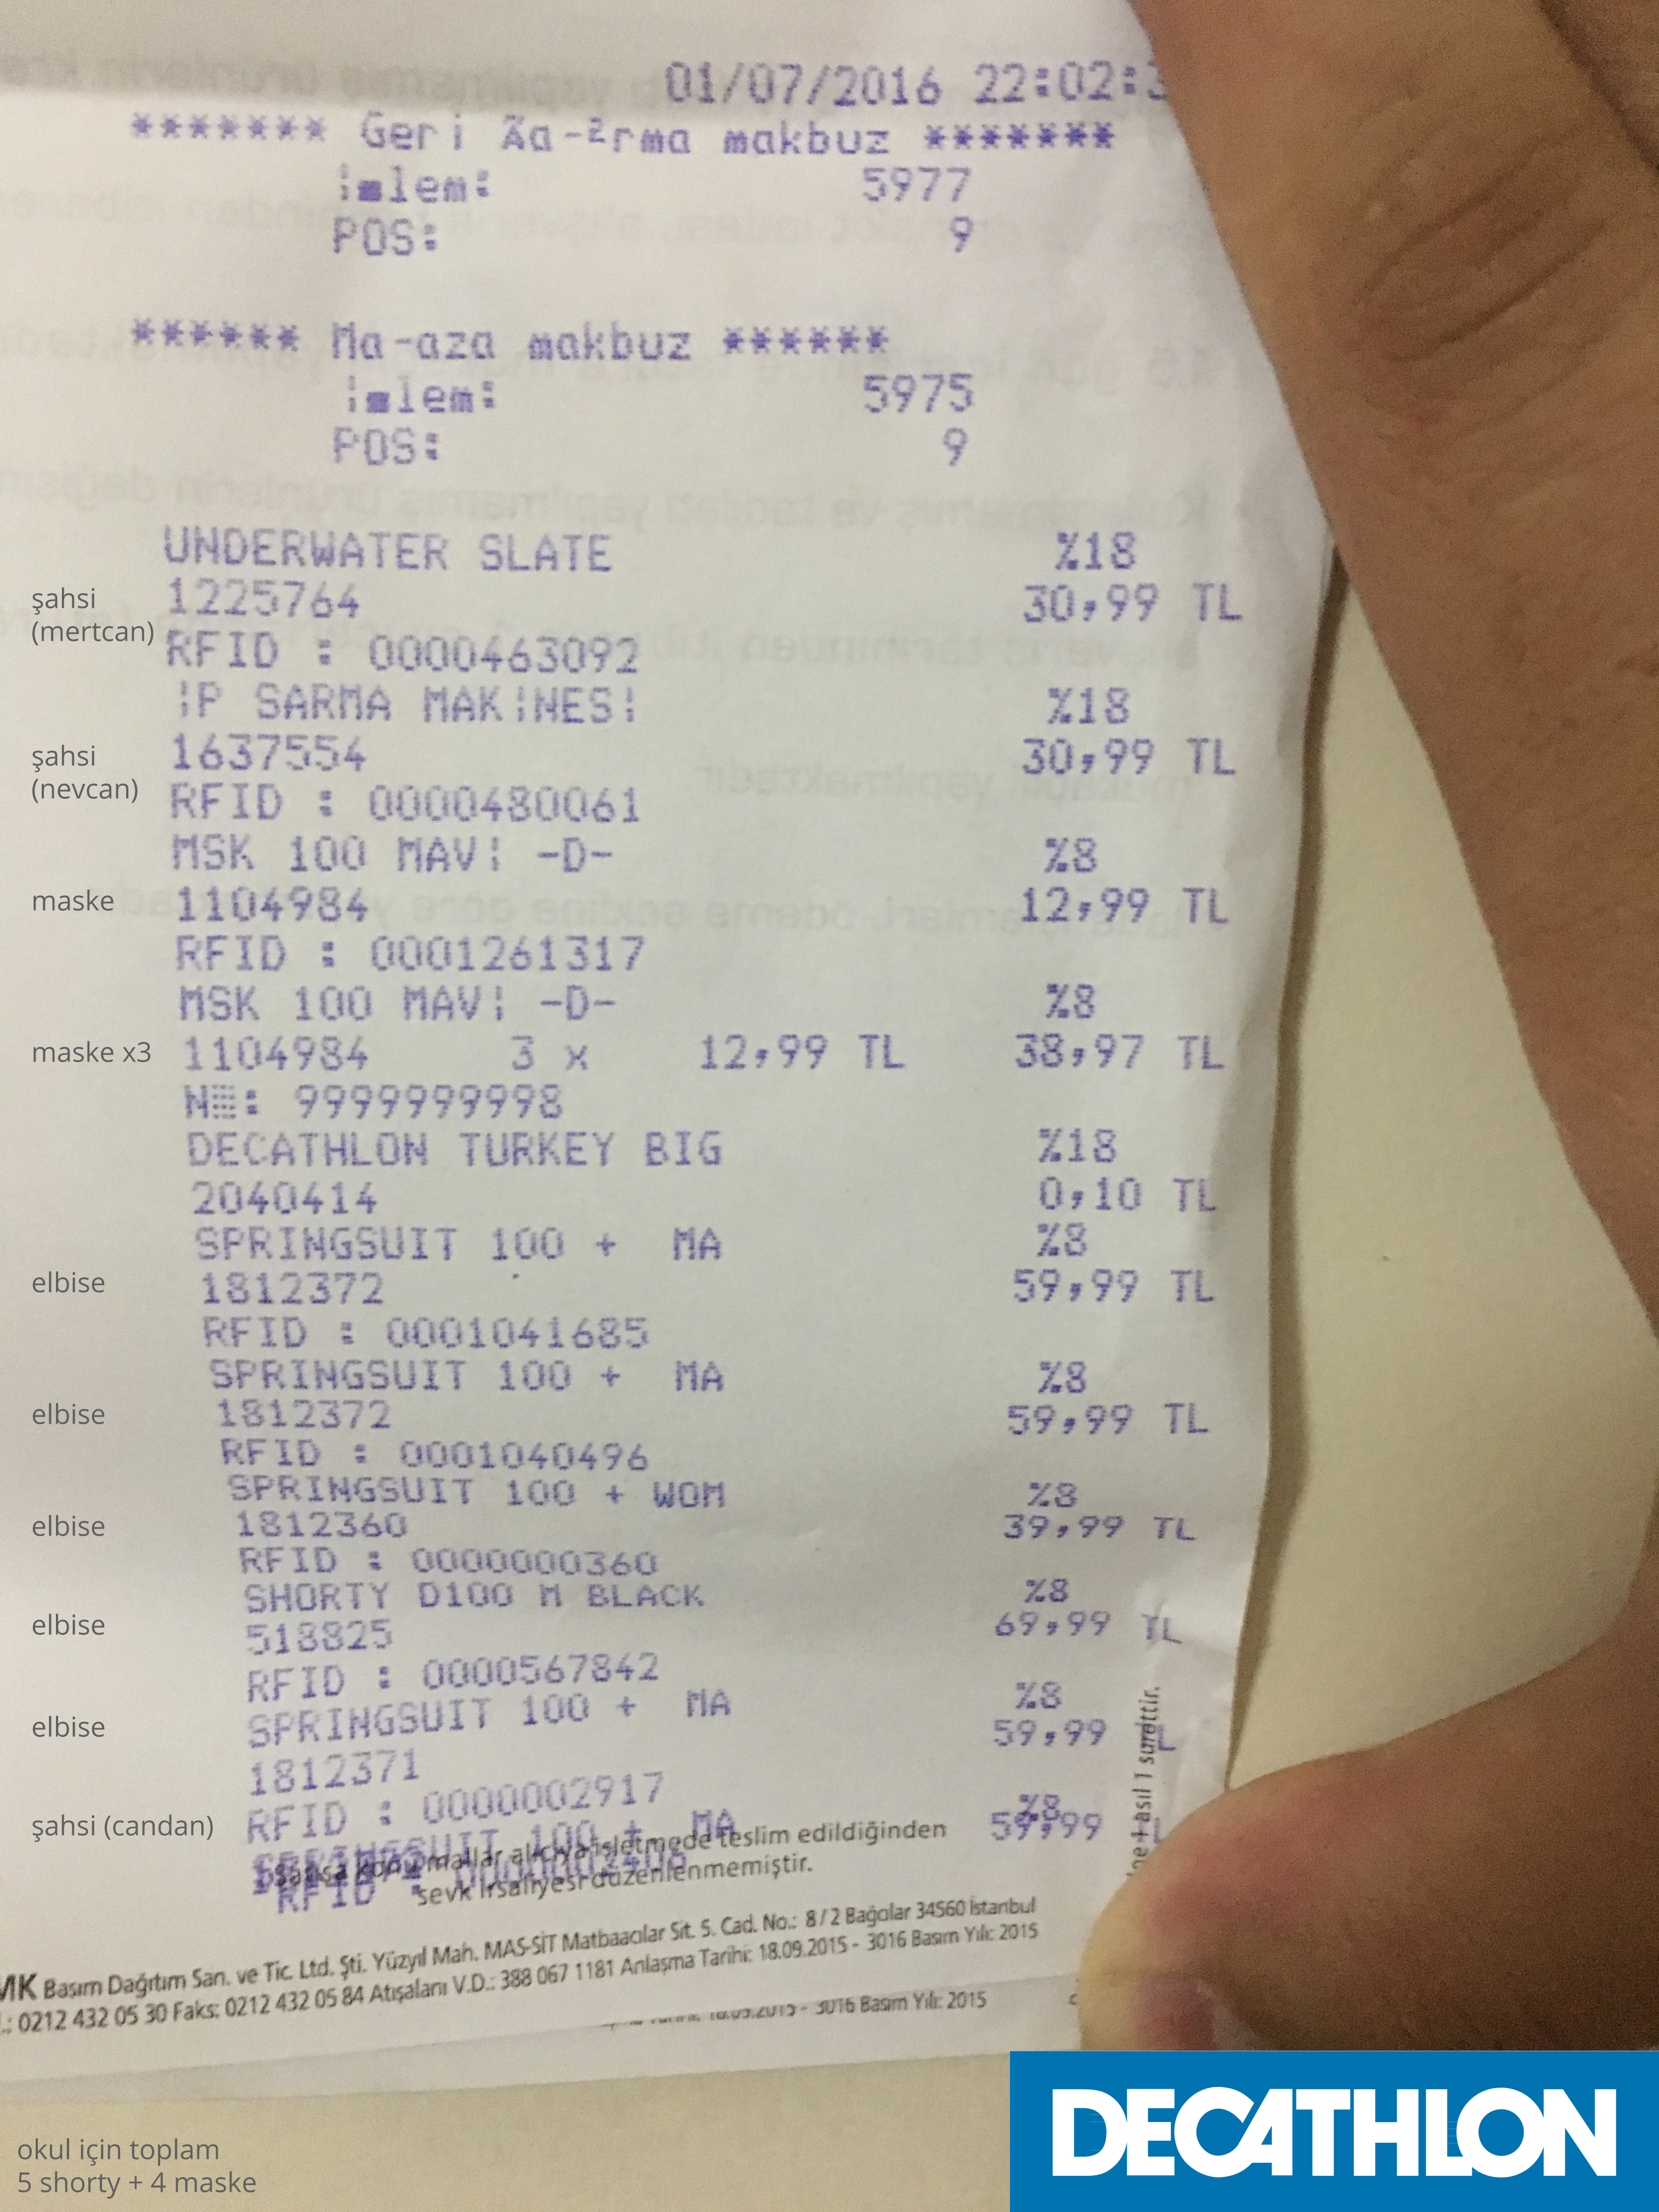 01/07/2016 22:02:3
******* Geri Äa-²rma makbuz *******
¦■lem: 5977
POS: 9
****** Ma-aza makbuz ******
¦■lem: 5975
POS: 9
UNDERWATER SLATE %18
şahsi (mertcan) 1225764 30,99 TL
RFID : 0000463092
¦P SARMA MAK¦NES¦ %18
şahsi (nevcan) 1637554 30,99 TL
RFID : 0000480061
MSK 100 MAV¦ -D- %8
maske 1104984 12,99 TL
RFID : 0001261317
MSK 100 MAV¦ -D- %8
maske x3 1104984 3 x 12,99 TL 38,97 TL
N▒: 9999999998
DECATHLON TURKEY BIG %18
2040414 0,10 TL
SPRINGSUIT 100 + MA %8
elbise 1812372 59,99 TL
RFID : 0001041685
SPRINGSUIT 100 + MA %8
elbise 1812372 59,99 TL
RFID : 0001040496
SPRINGSUIT 100 + WOM %8
elbise 1812360 39,99 TL
RFID : 0000000360
SHORTY D100 M BLACK %8
elbise 518825 69,99 TL
RFID : 0000567842
SPRINGSUIT 100 + MA %8
elbise 1812371 59,99 TL
RFID : 0000002917
SPRINGSUIT 100 + MA %8
şahsi (candan) 59,99
RFID :
Satışa konu mallar alıcıya işletmede teslim edildiğinden
sevk irsaliyesi düzenlenmemiştir.
asıl 1 surettir.
MK Basım Dağıtım San. ve Tic. Ltd. Şti. Yüzyıl Mah. MAS-SİT Matbaacılar Sit. 5. Cad. No.: 8/2 Bağcılar 34560 İstanbul
.: 0212 432 05 30 Faks: 0212 432 05 84 Atışalanı V.D.: 388 067 1181 Anlaşma Tarihi: 18.09.2015 - 3016 Basım Yılı: 2015
18.09.2015 - 3016 Basım Yılı: 2015
okul için toplam
5 shorty + 4 maske
DECATHLON